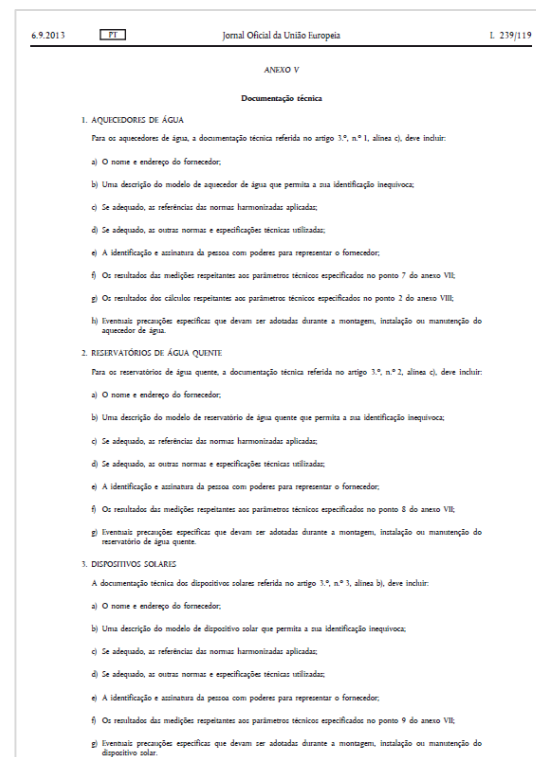 6.9.2013 PT Jornal Oficial da União Europeia L 239/119
ANEXO V
Documentação técnica
1. AQUECEDORES DE ÁGUA
Para os aquecedores de água, a documentação técnica referida no artigo 3.º, n.º 1, alínea c), deve incluir:
a) O nome e endereço do fornecedor;
b) Uma descrição do modelo de aquecedor de água que permita a sua identificação inequívoca;
c) Se adequado, as referências das normas harmonizadas aplicadas;
d) Se adequado, as outras normas e especificações técnicas utilizadas;
e) A identificação e assinatura da pessoa com poderes para representar o fornecedor;
f) Os resultados das medições respeitantes aos parâmetros técnicos especificados no ponto 7 do anexo VII;
g) Os resultados dos cálculos respeitantes aos parâmetros técnicos especificados no ponto 2 do anexo VIII;
h) Eventuais precauções específicas que devam ser adotadas durante a montagem, instalação ou manutenção do
aquecedor de água.
2. RESERVATÓRIOS DE ÁGUA QUENTE
Para os reservatórios de água quente, a documentação técnica referida no artigo 3.º, n.º 2, alínea c), deve incluir:
a) O nome e endereço do fornecedor;
b) Uma descrição do modelo de reservatório de água quente que permita a sua identificação inequívoca;
c) Se adequado, as referências das normas harmonizadas aplicadas;
d) Se adequado, as outras normas e especificações técnicas utilizadas;
e) A identificação e assinatura da pessoa com poderes para representar o fornecedor;
f) Os resultados das medições respeitantes aos parâmetros técnicos especificados no ponto 8 do anexo VII;
g) Eventuais precauções específicas que devam ser adotadas durante a montagem, instalação ou manutenção do
reservatório de água quente.
3. DISPOSITIVOS SOLARES
A documentação técnica dos dispositivos solares referida no artigo 3.º, n.º 3, alínea b), deve incluir:
a) O nome e endereço do fornecedor;
b) Uma descrição do modelo de dispositivo solar que permita a sua identificação inequívoca;
c) Se adequado, as referências das normas harmonizadas aplicadas;
d) Se adequado, as outras normas e especificações técnicas utilizadas;
e) A identificação e assinatura da pessoa com poderes para representar o fornecedor;
f) Os resultados das medições respeitantes aos parâmetros técnicos especificados no ponto 9 do anexo VII;
g) Eventuais precauções específicas que devam ser adotadas durante a montagem, instalação ou manutenção do
dispositivo solar.